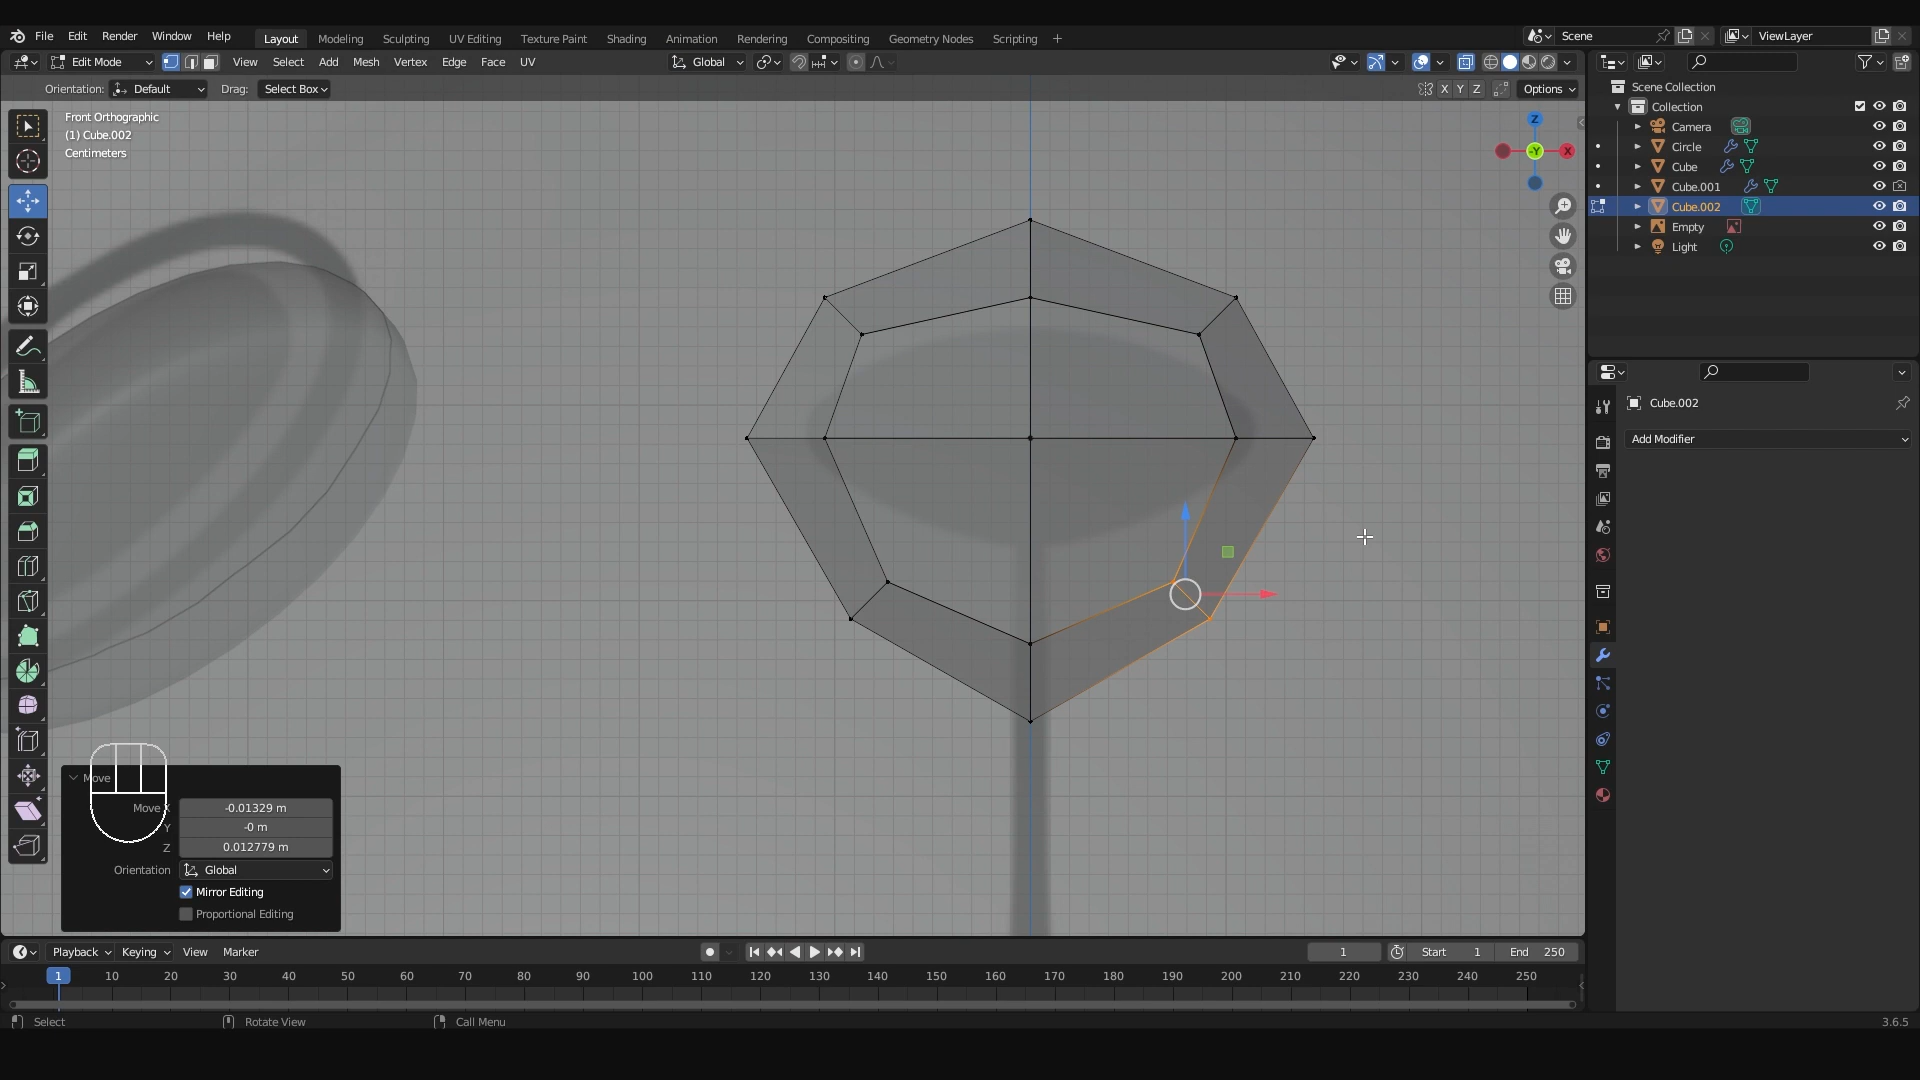 File Edit Render Window Help Layout Modeling Sculpting UV Editing Texture Paint Shading Animation Rendering Compositing Geometry Nodes Scripting + Scene ViewLayer
Edit Mode View Select Add Mesh Vertex Edge Face UV Global
Orientation: Default Drag: Select Box X Y Z Options
Front Orthographic
(1) Cube.002
Centimeters
Z
-Y
X
Scene Collection
Collection
Camera
Circle
Cube
Cube.001
Cube.002
Empty
Light
Cube.002
Add Modifier
Move
Move X -0.01329 m
Y -0 m
Z 0.012779 m
Orientation Global
Mirror Editing
Proportional Editing
Playback Keying View Marker 1 Start 1 End 250
1 10 20 30 40 50 60 70 80 90 100 110 120 130 140 150 160 170 180 190 200 210 220 230 240 250
Select Rotate View Call Menu 3.6.5